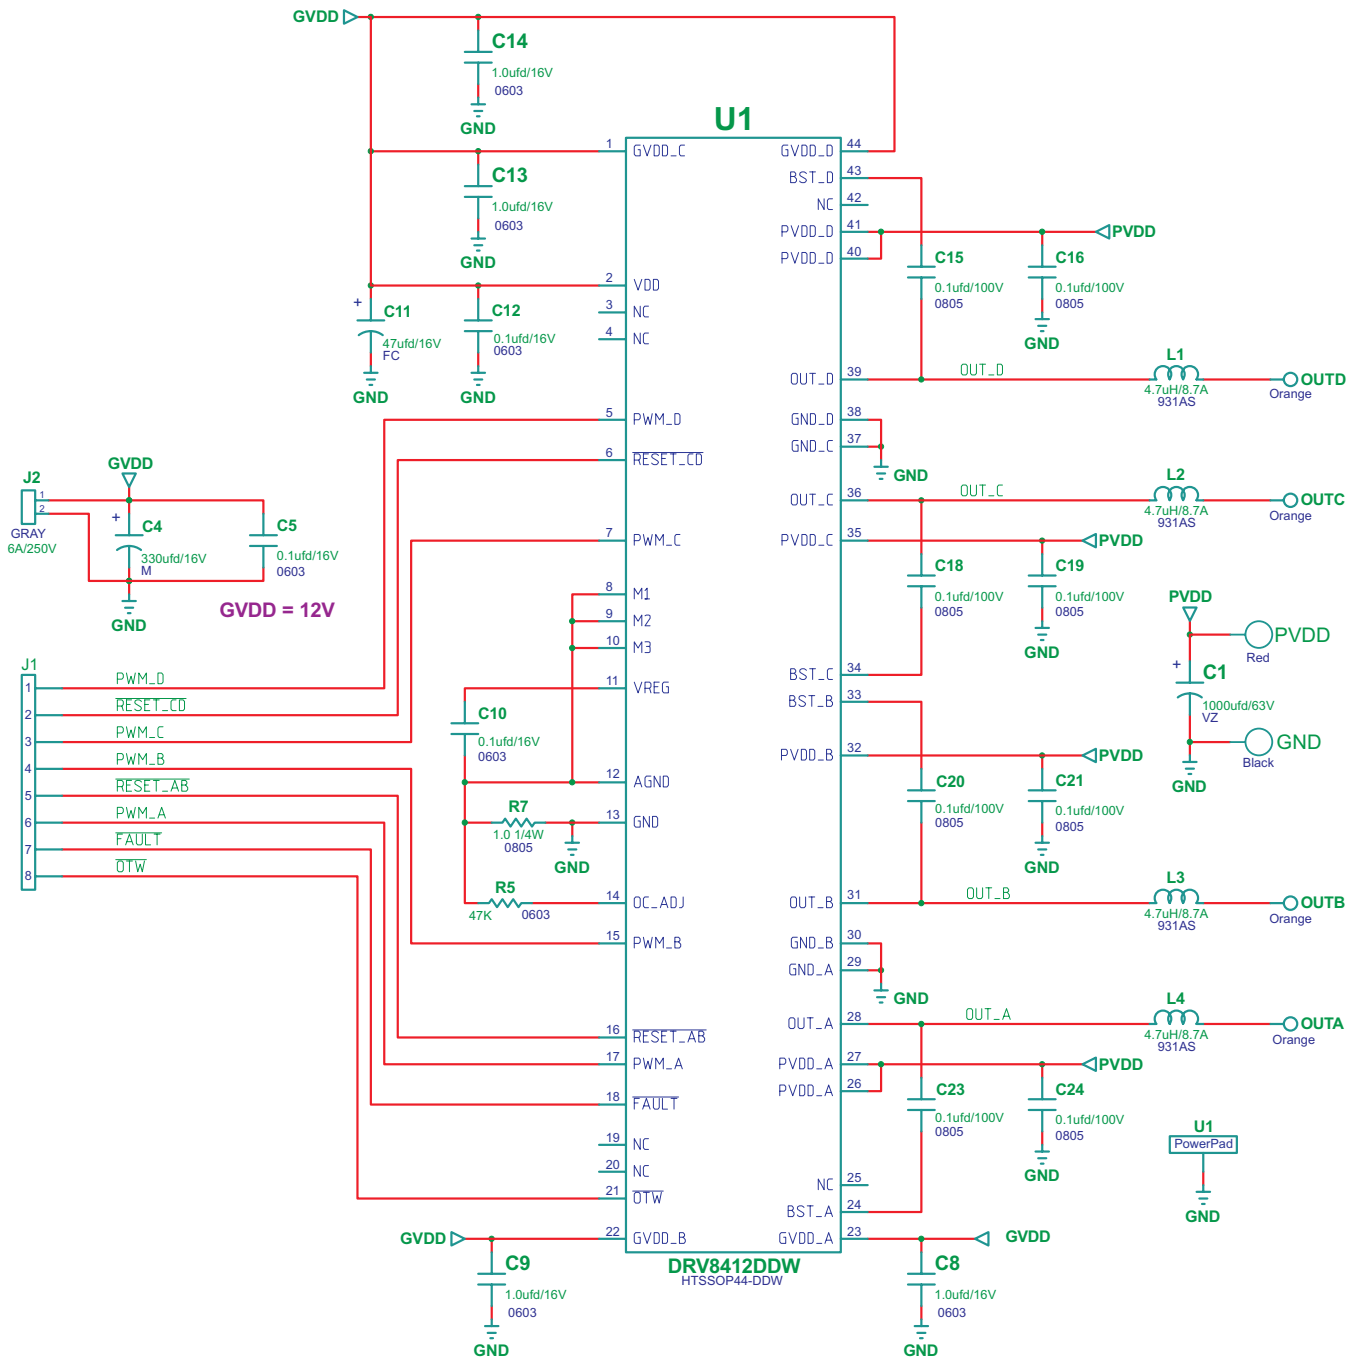 GVDD
C14
1.0ufd/16V
0603
GND
U1
1 GVDD_C
GVDD_D 44
C13
1.0ufd/16V
0603
GND
BST_D 43
NC 42
PVDD_D 41
PVDD_D 40
PVDD
C15
0.1ufd/100V
0805
C16
0.1ufd/100V
0805
GND
2 VDD
3 NC
4 NC
+
C11
47ufd/16V
FC
GND
C12
0.1ufd/16V
0603
GND
OUT_D 39
OUT_D
L1
4.7uH/8.7A
931AS
OUTD
Orange
5 PWM_D
GND_D 38
6 RESET_CD
GND_C 37
GND
J2
1
2
GRAY
6A/250V
GVDD
+
C4
330ufd/16V
M
GND
C5
0.1ufd/16V
0603
GVDD = 12V
OUT_C 36
OUT_C
L2
4.7uH/8.7A
931AS
OUTC
Orange
7 PWM_C
PVDD_C 35
PVDD
8 M1
9 M2
10 M3
C18
0.1ufd/100V
0805
C19
0.1ufd/100V
0805
GND
PVDD
PVDD
Red
+
C1
1000ufd/63V
VZ
GND
Black
GND
J1
1 PWM_D
2 RESET_CD
3 PWM_C
4 PWM_B
5 RESET_AB
6 PWM_A
7 FAULT
8 OTW
11 VREG
BST_C 34
BST_B 33
C10
0.1ufd/16V
0603
PVDD_B 32
PVDD
12 AGND
C20
0.1ufd/100V
0805
C21
0.1ufd/100V
0805
GND
R7
1.0 1/4W
0805
13 GND
GND
R5
47K
0603
14 OC_ADJ
OUT_B 31
OUT_B
L3
4.7uH/8.7A
931AS
OUTB
Orange
15 PWM_B
GND_B 30
GND_A 29
GND
16 RESET_AB
OUT_A 28
OUT_A
L4
4.7uH/8.7A
931AS
OUTA
Orange
17 PWM_A
PVDD_A 27
PVDD
PVDD_A 26
18 FAULT
C23
0.1ufd/100V
0805
C24
0.1ufd/100V
0805
GND
U1
PowerPad
GND
19 NC
20 NC
NC 25
21 OTW
BST_A 24
GVDD
22 GVDD_B
GVDD_A 23
GVDD
DRV8412DDW
HTSSOP44-DDW
C9
1.0ufd/16V
0603
GND
C8
1.0ufd/16V
0603
GND